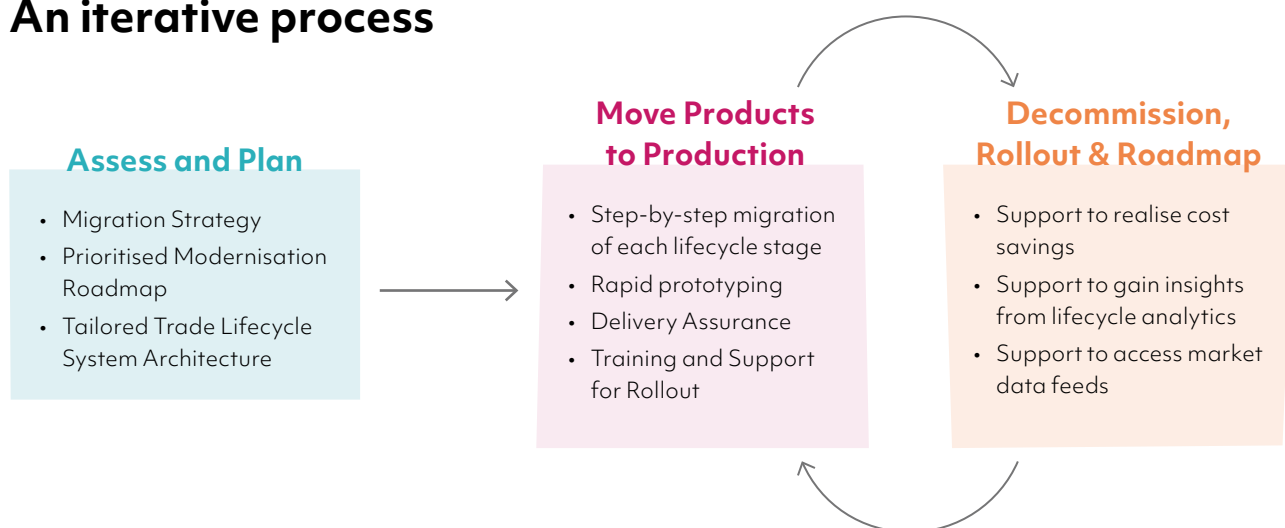 An iterative process
Assess and Plan
• Migration Strategy
• Prioritised Modernisation
Roadmap
• Tailored Trade Lifecycle
System Architecture
Move Products
to Production
• Step-by-step migration
of each lifecycle stage
• Rapid prototyping
• Delivery Assurance
• Training and Support
for Rollout
Decommission,
Rollout & Roadmap
• Support to realise cost
savings
• Support to gain insights
from lifecycle analytics
• Support to access market
data feeds